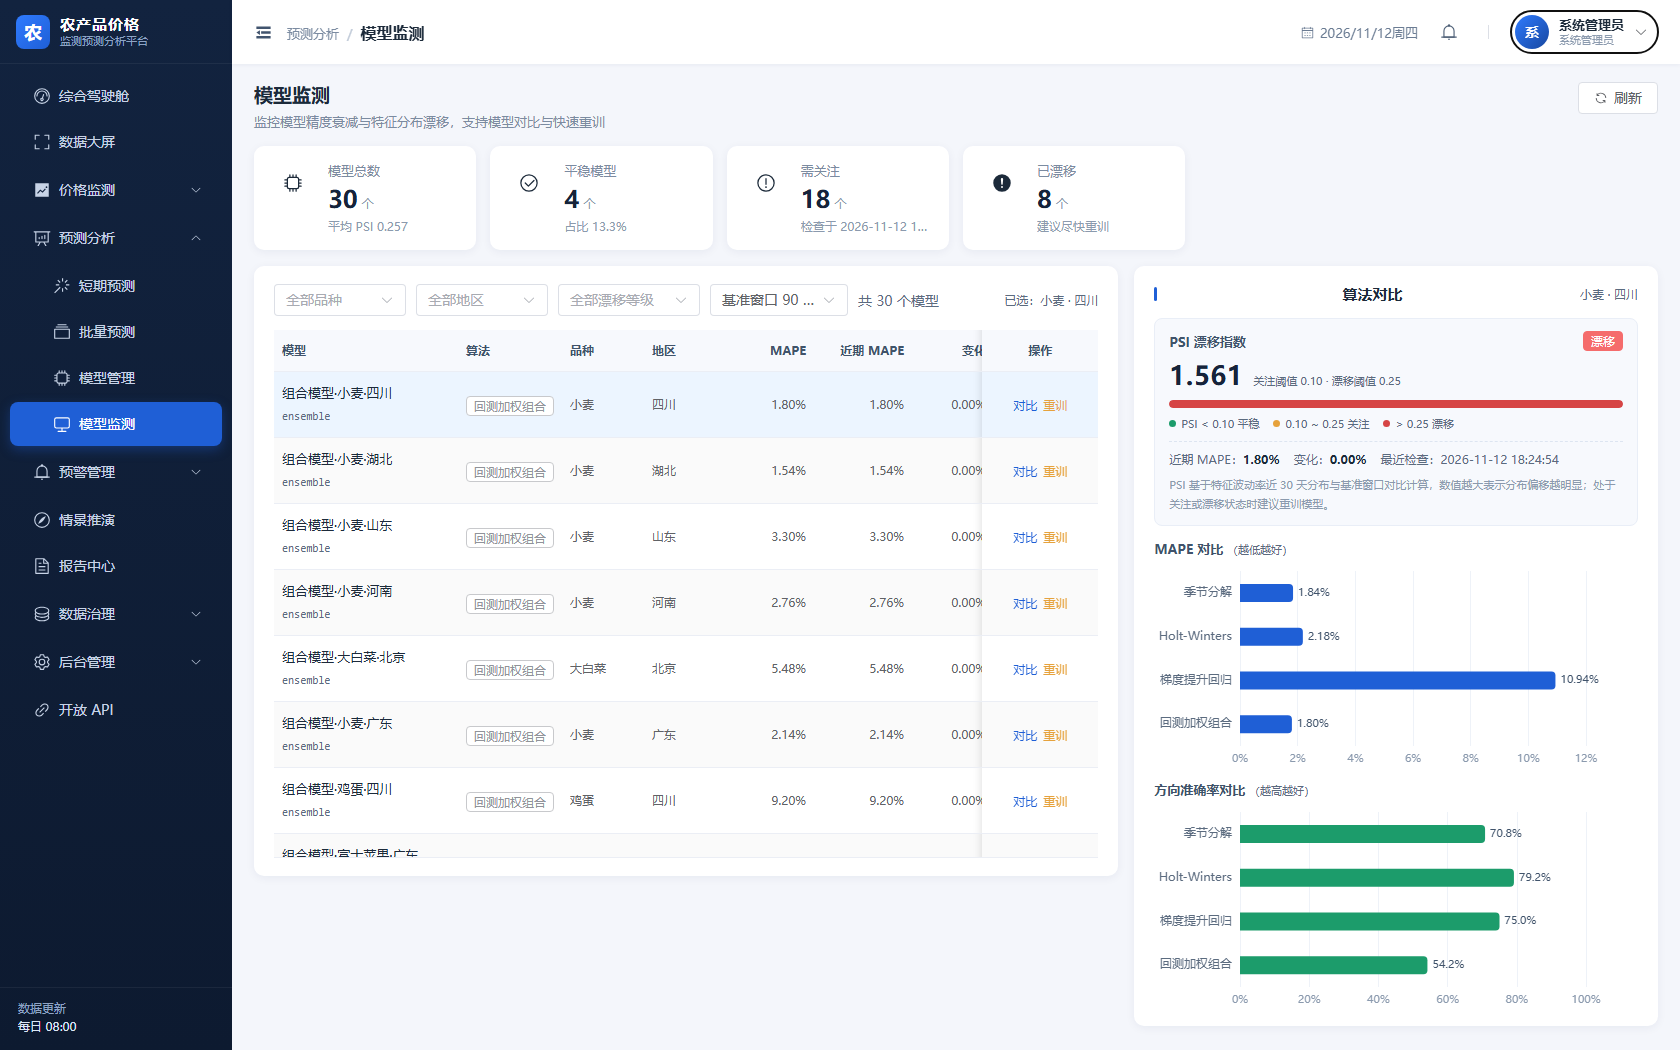 农
农产品价格
监测预测分析平台
综合驾驶舱
数据大屏
价格监测
预测分析
短期预测
批量预测
模型管理
模型监测
预警管理
情景推演
报告中心
数据治理
后台管理
开放 API
数据更新
每日 08:00
预测分析 / 模型监测
2026/11/12周四
系
系统管理员
系统管理员
模型监测
监控模型精度衰减与特征分布漂移，支持模型对比与快速重训
刷新
模型总数
30 个
平均 PSI 0.257
平稳模型
4 个
占比 13.3%
需关注
18 个
检查于 2026-11-12 1...
已漂移
8 个
建议尽快重训
全部品种 全部地区 全部漂移等级 基准窗口 90 ... 共 30 个模型 已选：小麦 · 四川
模型 算法 品种 地区 MAPE 近期 MAPE 变化 操作
组合模型·小麦·四川
ensemble
回测加权组合 小麦 四川 1.80% 1.80% 0.00% 对比 重训
组合模型·小麦·湖北
ensemble
回测加权组合 小麦 湖北 1.54% 1.54% 0.00% 对比 重训
组合模型·小麦·山东
ensemble
回测加权组合 小麦 山东 3.30% 3.30% 0.00% 对比 重训
组合模型·小麦·河南
ensemble
回测加权组合 小麦 河南 2.76% 2.76% 0.00% 对比 重训
组合模型·大白菜·北京
ensemble
回测加权组合 大白菜 北京 5.48% 5.48% 0.00% 对比 重训
组合模型·小麦·广东
ensemble
回测加权组合 小麦 广东 2.14% 2.14% 0.00% 对比 重训
组合模型·鸡蛋·四川
ensemble
回测加权组合 鸡蛋 四川 9.20% 9.20% 0.00% 对比 重训
组合模型·富士苹果·广东
算法对比
小麦 · 四川
PSI 漂移指数
漂移
1.561 关注阈值 0.10 · 漂移阈值 0.25
PSI < 0.10 平稳 0.10 ~ 0.25 关注 > 0.25 漂移
近期 MAPE：1.80% 变化：0.00% 最近检查：2026-11-12 18:24:54
PSI 基于特征波动率近 30 天分布与基准窗口对比计算，数值越大表示分布偏移越明显；处于
关注或漂移状态时建议重训模型。
MAPE 对比 （越低越好）
季节分解 1.84%
Holt-Winters 2.18%
梯度提升回归 10.94%
回测加权组合 1.80%
0% 2% 4% 6% 8% 10% 12%
方向准确率对比 （越高越好）
季节分解 70.8%
Holt-Winters 79.2%
梯度提升回归 75.0%
回测加权组合 54.2%
0% 20% 40% 60% 80% 100%